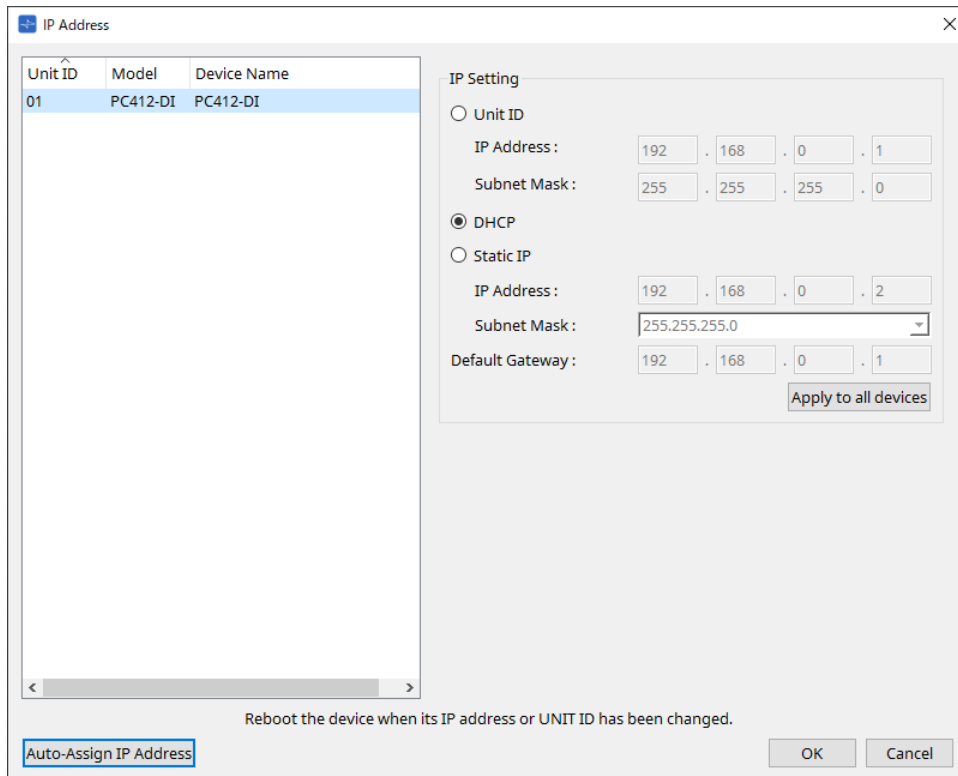 IP Address
Unit ID Model Device Name
01 PC412-DI PC412-DI
IP Setting
Unit ID
IP Address : 192 . 168 . 0 . 1
Subnet Mask : 255 . 255 . 255 . 0
DHCP
Static IP
IP Address : 192 . 168 . 0 . 2
Subnet Mask : 255.255.255.0
Default Gateway : 192 . 168 . 0 . 1
Apply to all devices
Reboot the device when its IP address or UNIT ID has been changed.
Auto-Assign IP Address OK Cancel